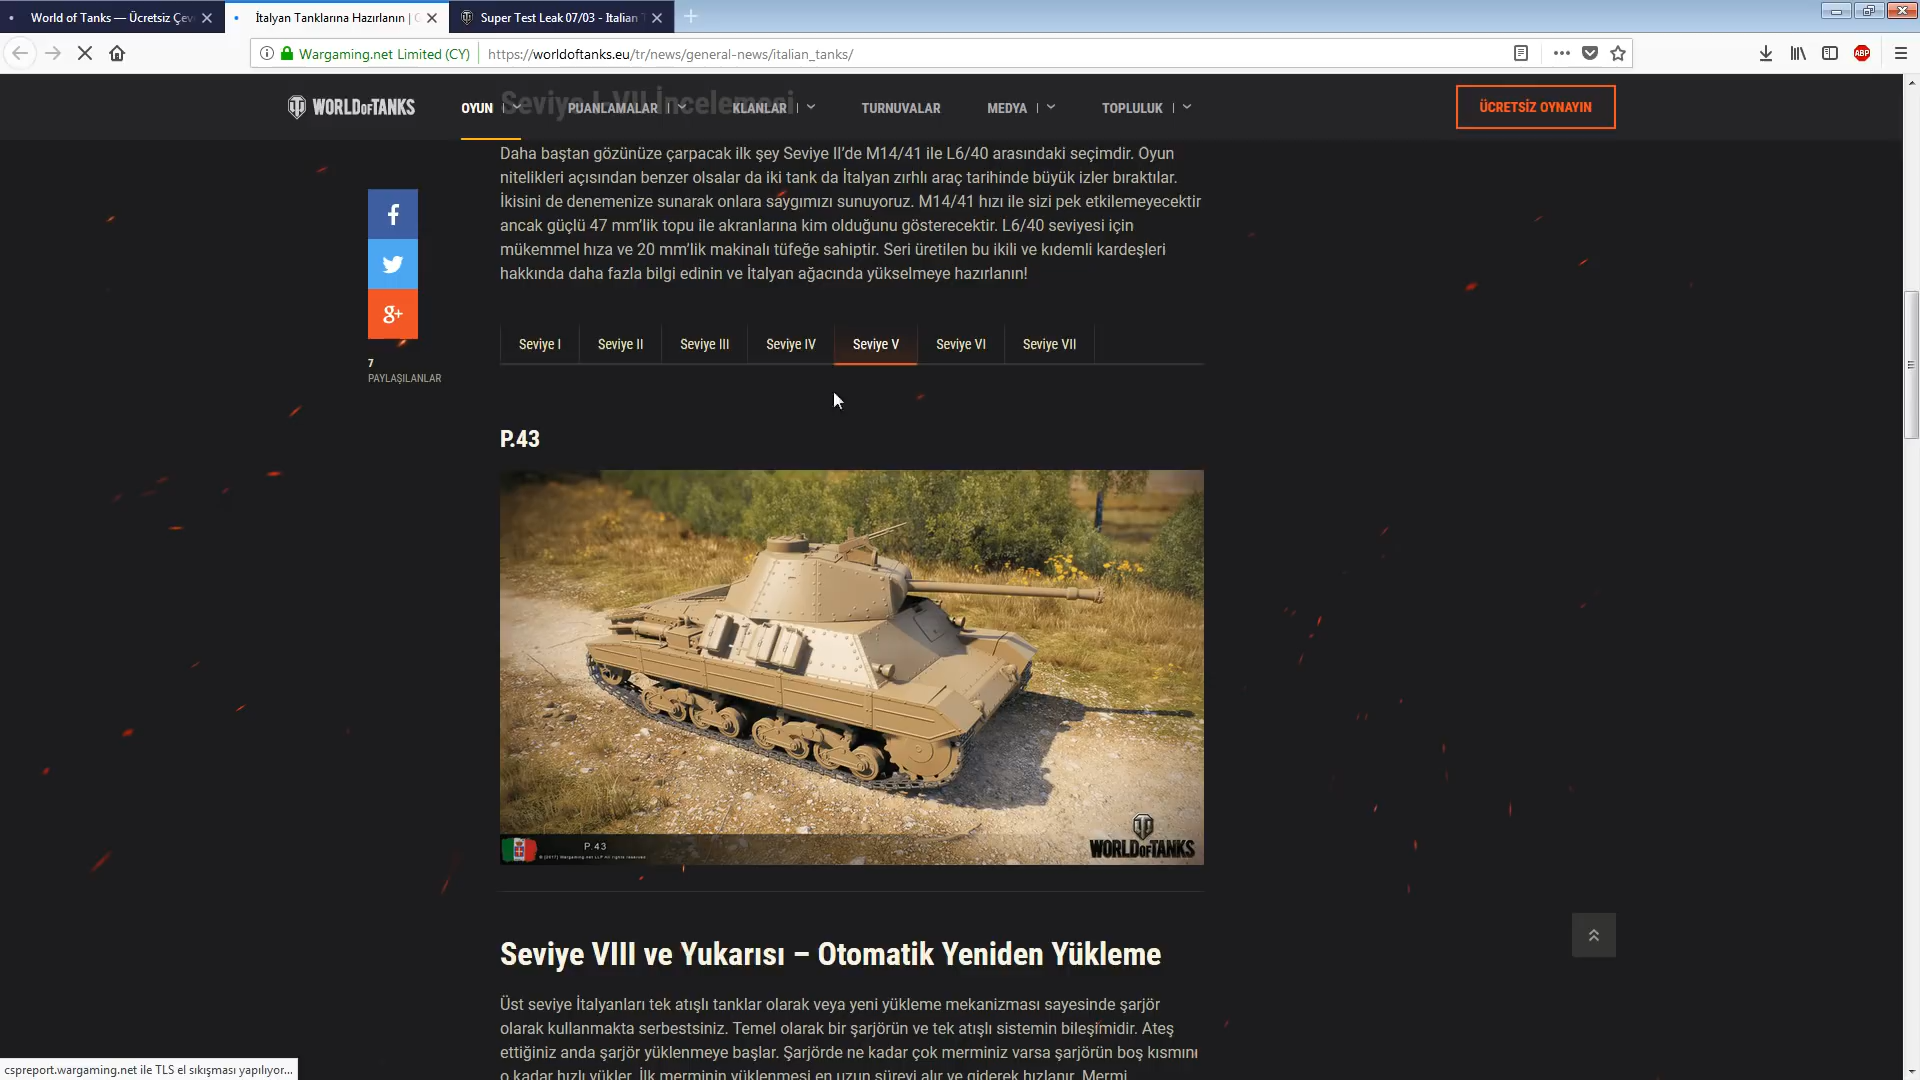 World of Tanks — Ücretsiz Çev
İtalyan Tanklarına Hazırlanın | G
Super Test Leak 07/03 - Italian T
Wargaming.net Limited (CY)
https://worldoftanks.eu/tr/news/general-news/italian_tanks/
ABP
WORLD OF TANKS
OYUN
PUANLAMALAR
KLANLAR
TURNUVALAR
MEDYA
TOPLULUK
ÜCRETSİZ OYNAYIN
Seviye I–VII İncelemesi
Daha baştan gözünüze çarpacak ilk şey Seviye II’de M14/41 ile L6/40 arasındaki seçimdir. Oyun
nitelikleri açısından benzer olsalar da iki tank da İtalyan zırhlı araç tarihinde büyük izler bıraktılar.
İkisini de denemenize sunarak onlara saygımızı sunuyoruz. M14/41 hızı ile sizi pek etkilemeyecektir
ancak güçlü 47 mm’lik topu ile akranlarına kim olduğunu gösterecektir. L6/40 seviyesi için
mükemmel hıza ve 20 mm’lik makinalı tüfeğe sahiptir. Seri üretilen bu ikili ve kıdemli kardeşleri
hakkında daha fazla bilgi edinin ve İtalyan ağacında yükselmeye hazırlanın!
f
g+
7
PAYLAŞILANLAR
Seviye I
Seviye II
Seviye III
Seviye IV
Seviye V
Seviye VI
Seviye VII
P.43
P.43
© [2017] Wargaming.net LLP All rights reserved
WORLD OF TANKS
Seviye VIII ve Yukarısı – Otomatik Yeniden Yükleme
Üst seviye İtalyanları tek atışlı tanklar olarak veya yeni yükleme mekanizması sayesinde şarjör
olarak kullanmakta serbestsiniz. Temel olarak bir şarjörün ve tek atışlı sistemin bileşimidir. Ateş
ettiğiniz anda şarjör yüklenmeye başlar. Şarjörde ne kadar çok merminiz varsa şarjörün boş kısmını
o kadar hızlı yükler. İlk merminin yüklenmesi en uzun süreyi alır ve giderek hızlanır. Mermi
cspreport.wargaming.net ile TLS el sıkışması yapılıyor...